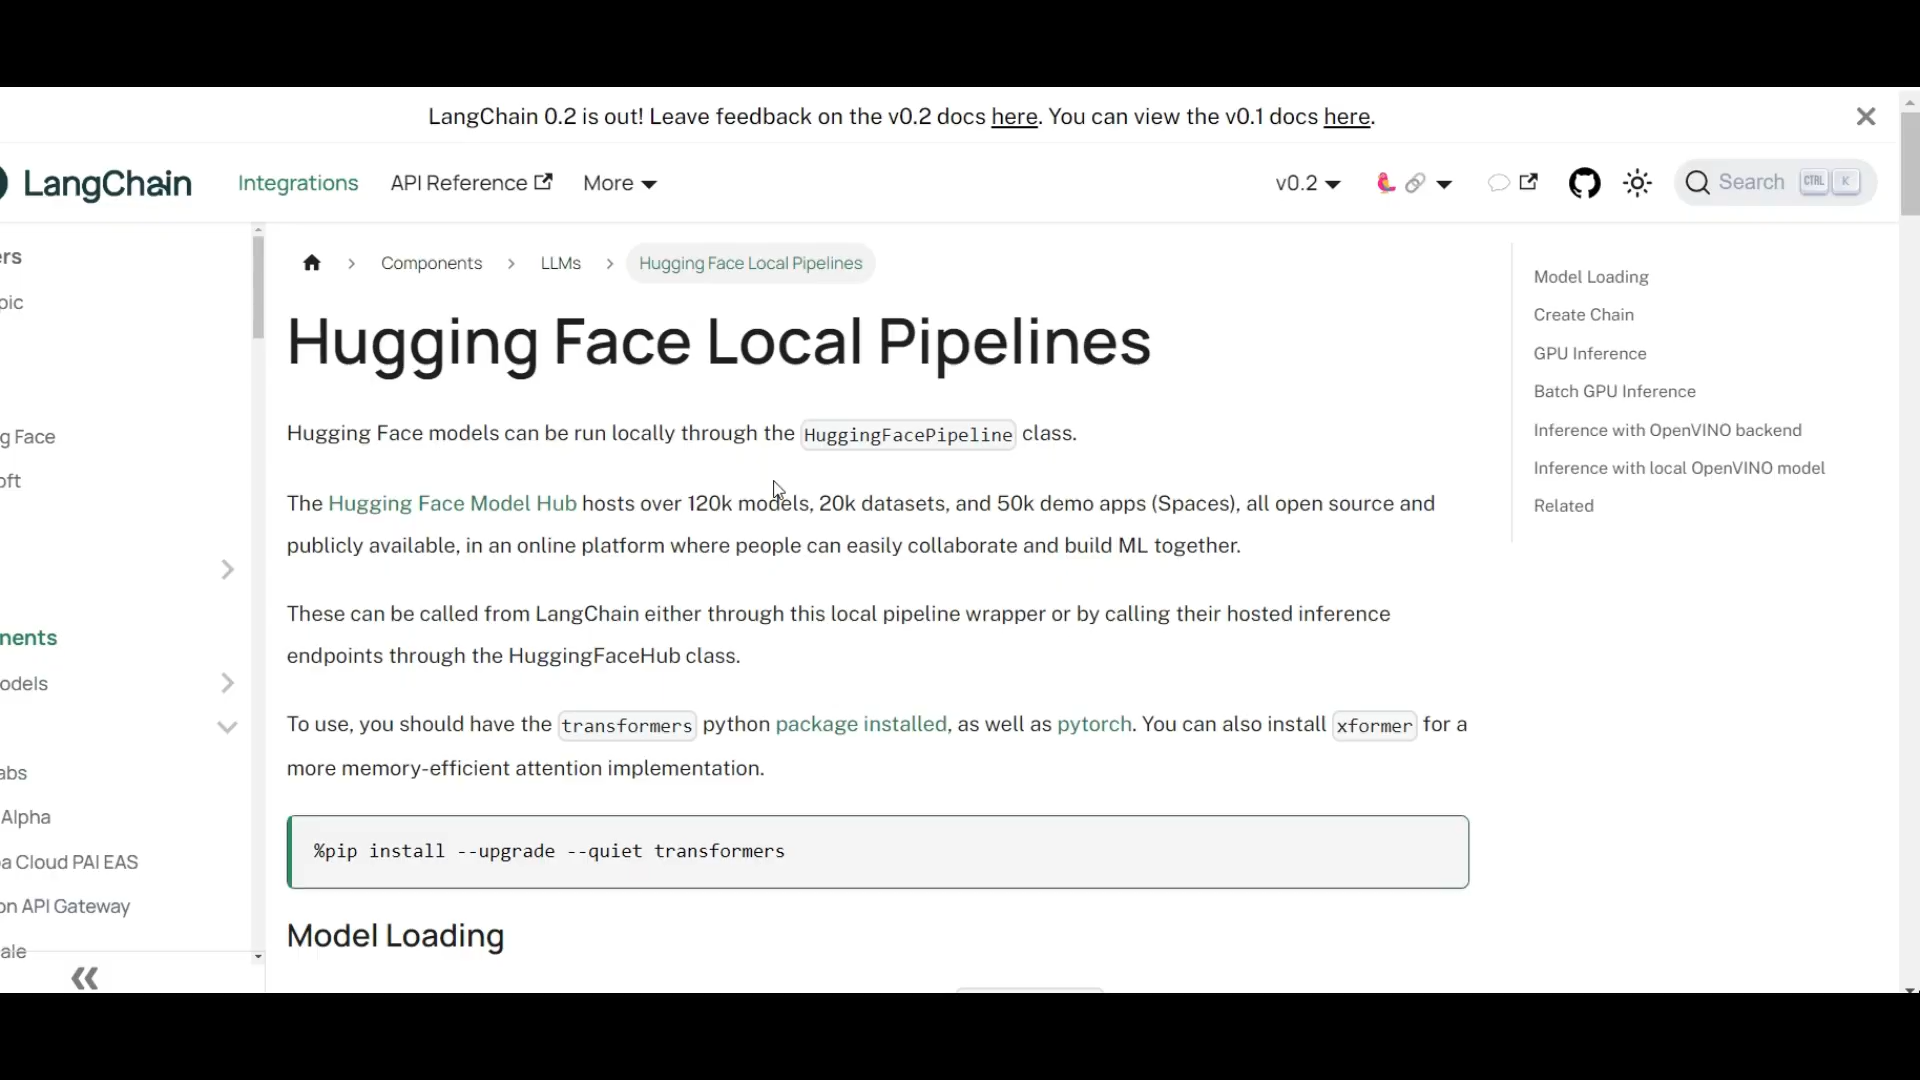 LangChain 0.2 is out! Leave feedback on the v0.2 docs here. You can view the v0.1 docs here.
LangChain Integrations API Reference More v0.2 Search CTRL K
Components LLMs Hugging Face Local Pipelines
Hugging Face Local Pipelines
Hugging Face models can be run locally through the HuggingFacePipeline class.
The Hugging Face Model Hub hosts over 120k models, 20k datasets, and 50k demo apps (Spaces), all open source and
publicly available, in an online platform where people can easily collaborate and build ML together.
These can be called from LangChain either through this local pipeline wrapper or by calling their hosted inference
endpoints through the HuggingFaceHub class.
To use, you should have the transformers python package installed, as well as pytorch. You can also install xformer for a
more memory-efficient attention implementation.
%pip install --upgrade --quiet transformers
Model Loading
ers
pic
g Face
oft
nents
odels
abs
Alpha
a Cloud PAI EAS
on API Gateway
ale
Model Loading
Create Chain
GPU Inference
Batch GPU Inference
Inference with OpenVINO backend
Inference with local OpenVINO model
Related